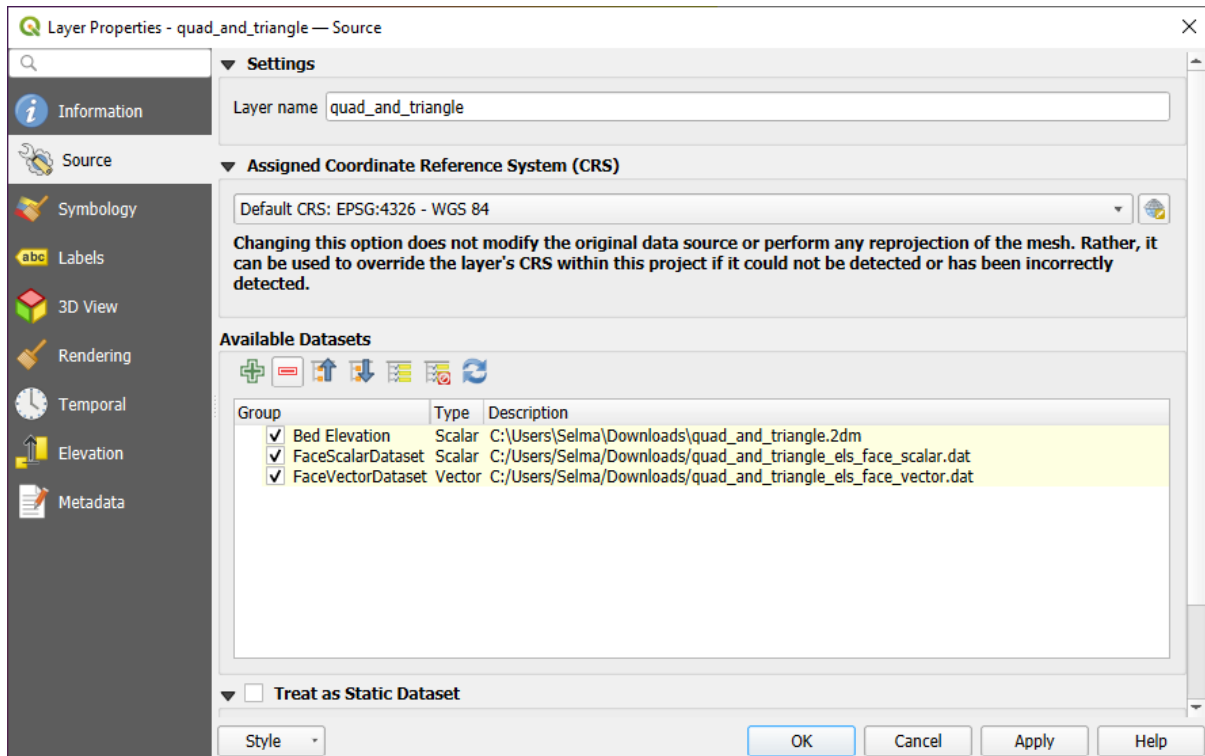 Layer Properties - quad_and_triangle — Source
Information
Source
Symbology
abc Labels
3D View
Rendering
Temporal
Elevation
Metadata
Settings
Layer name quad_and_triangle
Assigned Coordinate Reference System (CRS)
Default CRS: EPSG:4326 - WGS 84
Changing this option does not modify the original data source or perform any reprojection of the mesh. Rather, it
can be used to override the layer's CRS within this project if it could not be detected or has been incorrectly
detected.
Available Datasets
Group Type Description
Bed Elevation Scalar C:\Users\Selma\Downloads\quad_and_triangle.2dm
FaceScalarDataset Scalar C:/Users/Selma/Downloads/quad_and_triangle_els_face_scalar.dat
FaceVectorDataset Vector C:/Users/Selma/Downloads/quad_and_triangle_els_face_vector.dat
Treat as Static Dataset
Style OK Cancel Apply Help